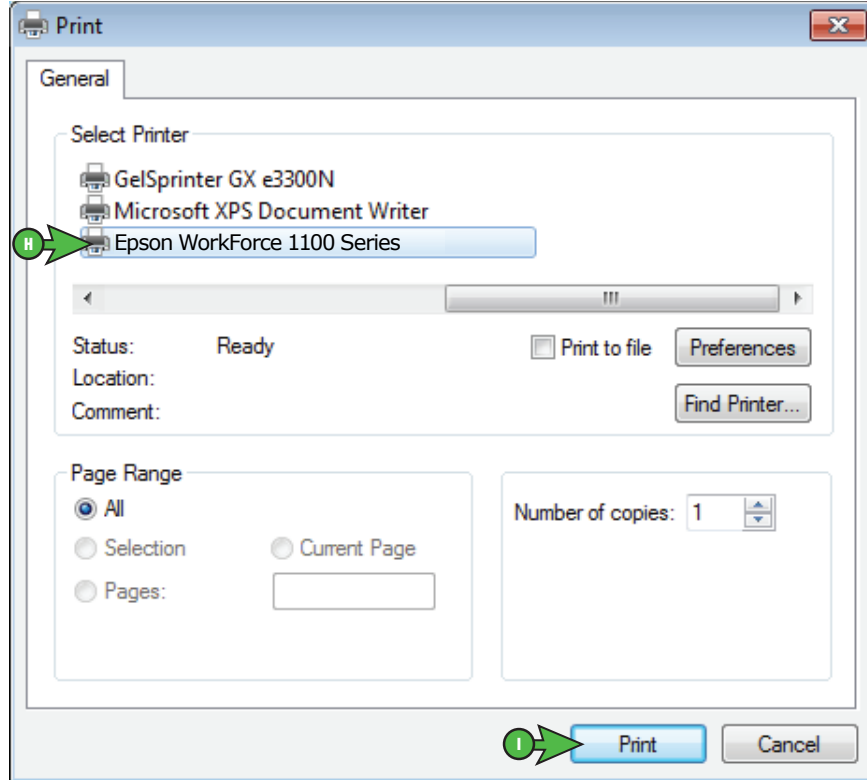 Print
General
Select Printer
GelSprinter GX e3300N
Microsoft XPS Document Writer
H Epson WorkForce 1100 Series
Status: Ready Print to file Preferences
Location:
Comment: Find Printer...
Page Range
All Number of copies: 1
Selection Current Page
Pages:
I Print Cancel